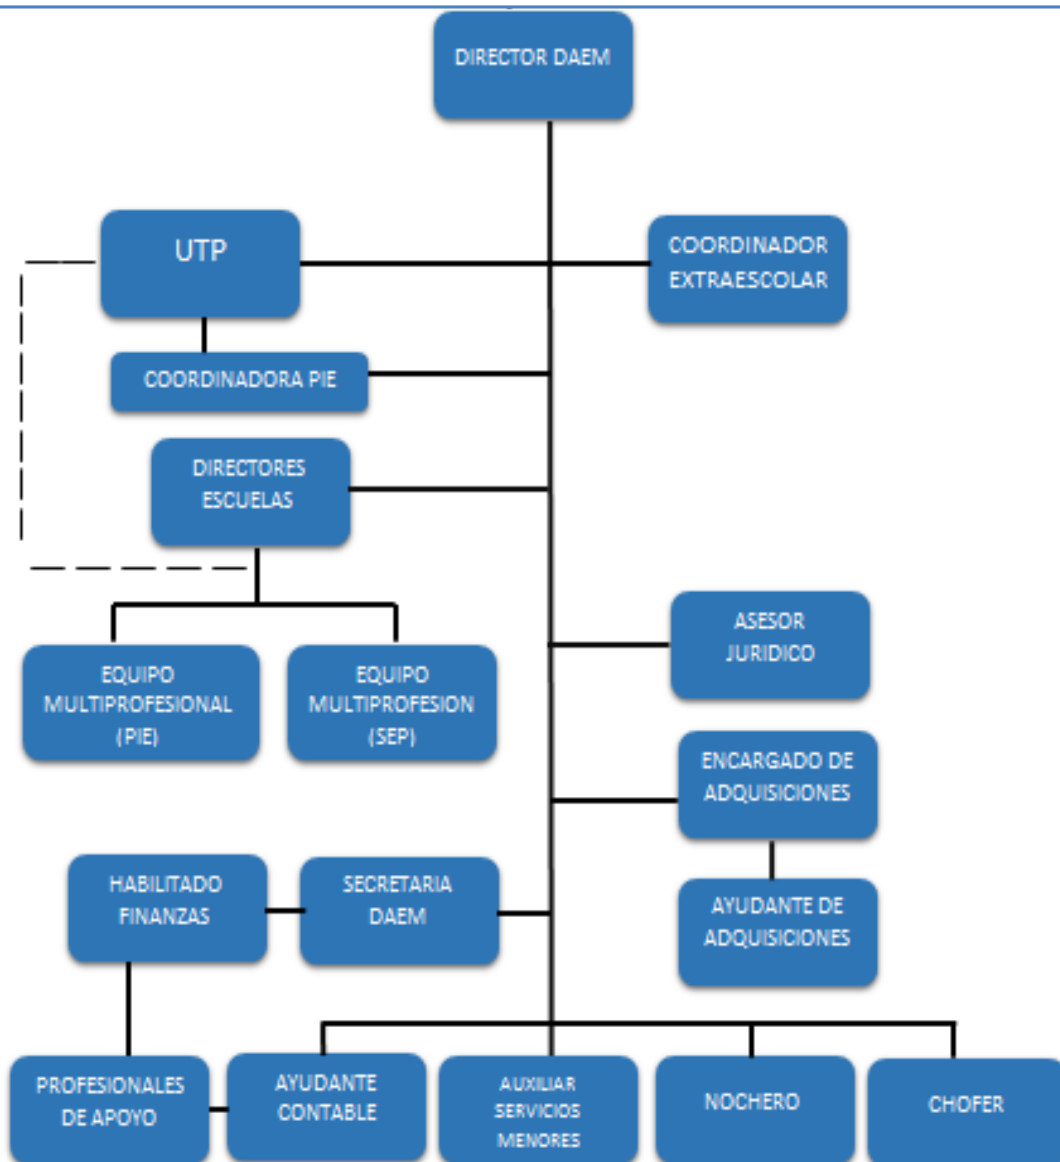 DIRECTOR DAEM
UTP
COORDINADOR
EXTRAESCOLAR
COORDINADORA PIE
DIRECTORES
ESCUELAS
ASESOR
JURIDICO
EQUIPO
MULTIPROFESIONAL
(PIE)
EQUIPO
MULTIPROFESION
(SEP)
ENCARGADO DE
ADQUISICIONES
HABILITADO
FINANZAS
SECRETARIA
DAEM
AYUDANTE DE
ADQUISICIONES
PROFESIONALES
DE APOYO
AYUDANTE
CONTABLE
AUXILIAR
SERVICIOS
MENORES
NOCHERO
CHOFER